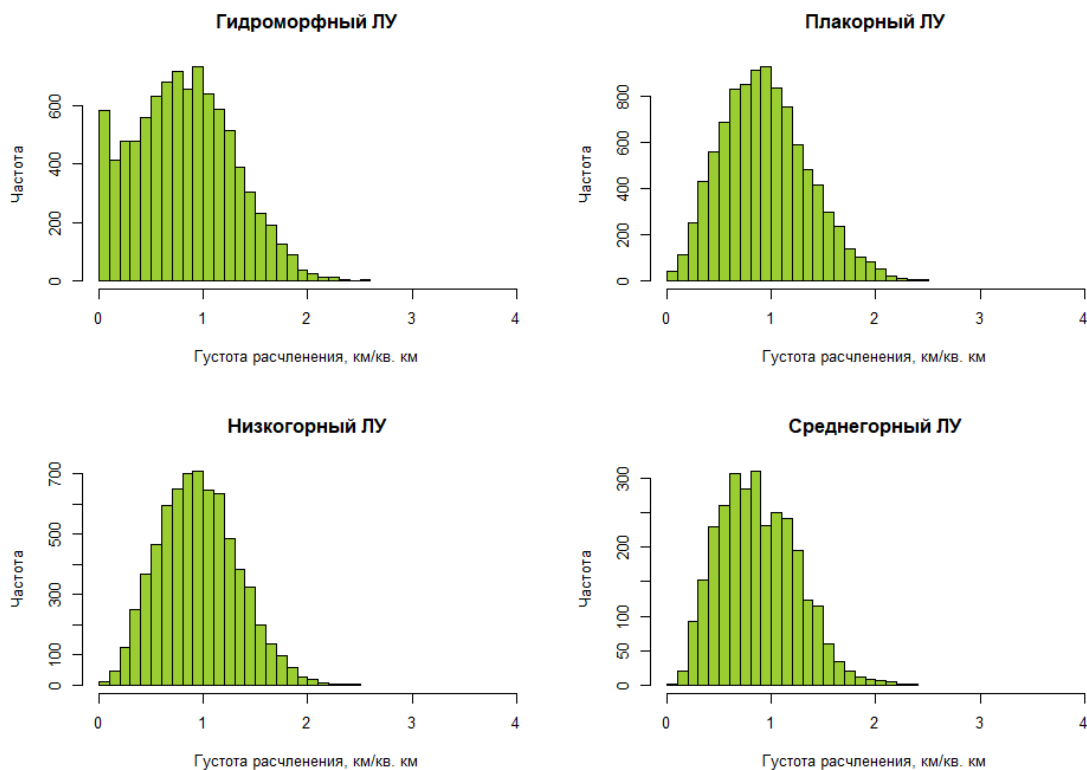 Гидроморфный ЛУ
Частота
0 200 400 600
0 1 2 3 4
Густота расчленения, км/кв. км
Плакорный ЛУ
Частота
0 200 400 600 800
0 1 2 3 4
Густота расчленения, км/кв. км
Низкогорный ЛУ
Частота
0 100 300 500 700
0 1 2 3 4
Густота расчленения, км/кв. км
Среднегорный ЛУ
Частота
0 50 100 200 300
0 1 2 3 4
Густота расчленения, км/кв. км